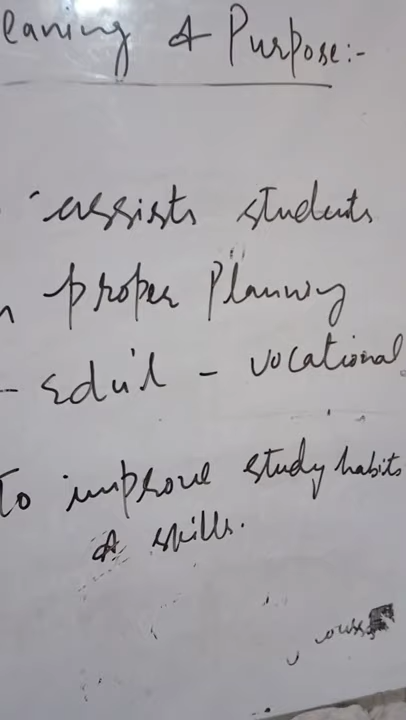 eaning & Purpose:-
assists students
n proper Planning
- Edu'l - vocational
To improve study habits
& skills.